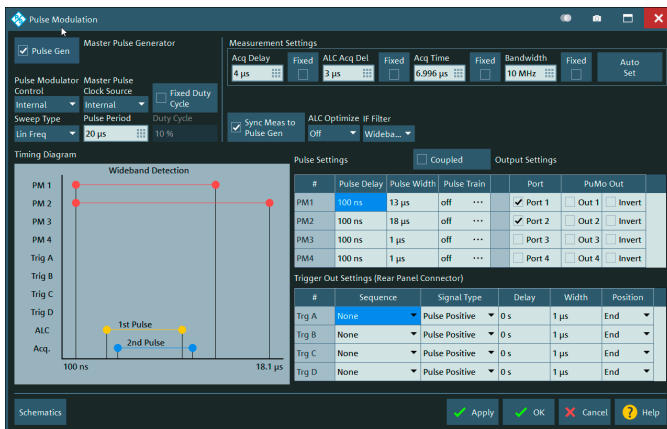 Pulse Modulation
Pulse Gen
Master Pulse Generator
Pulse Modulator Control
Internal
Master Pulse Clock Source
Internal
Fixed Duty Cycle
Sweep Type
Lin Freq
Pulse Period
20 µs
Duty Cycle
10 %
Measurement Settings
Acq Delay
4 µs
Fixed
ALC Acq Del
3 µs
Fixed
Acq Time
6.996 µs
Fixed
Bandwidth
10 MHz
Fixed
Auto Set
Sync Meas to Pulse Gen
ALC Optimize
Off
IF Filter
Wideba...
Timing Diagram
Wideband Detection
PM 1
PM 2
PM 3
PM 4
Trig A
Trig B
Trig C
Trig D
ALC
Acq.
1st Pulse
2nd Pulse
100 ns
18.1 µs
Pulse Settings
Coupled
Output Settings
# Pulse Delay Pulse Width Pulse Train Port PuMo Out
PM1 100 ns 13 µs off ... Port 1 Out 1 Invert
PM2 100 ns 18 µs off ... Port 2 Out 2 Invert
PM3 100 ns 1 µs off ... Port 3 Out 3 Invert
PM4 100 ns 1 µs off ... Port 4 Out 4 Invert
Trigger Out Settings (Rear Panel Connector)
# Sequence Signal Type Delay Width Position
Trg A None Pulse Positive 0 s 1 µs End
Trg B None Pulse Positive 0 s 1 µs End
Trg C None Pulse Positive 0 s 1 µs End
Trg D None Pulse Positive 0 s 1 µs End
Schematics
Apply
OK
Cancel
? Help